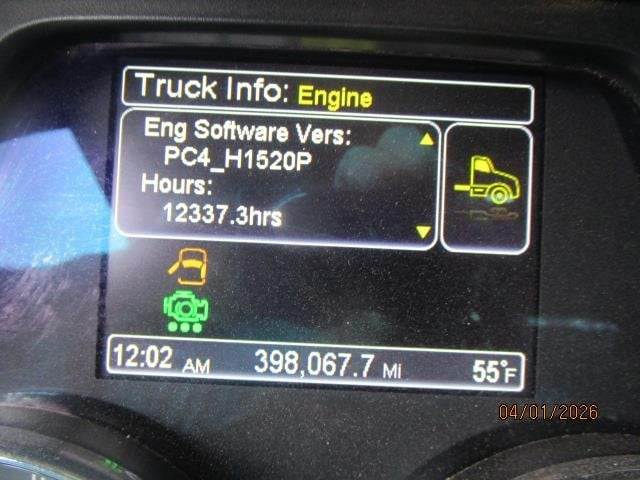 Truck Info: Engine
Eng Software Vers:
PC4_H1520P
Hours:
12337.3hrs
12:02 AM 398,067.7 Mi 55°F
04/01/2026